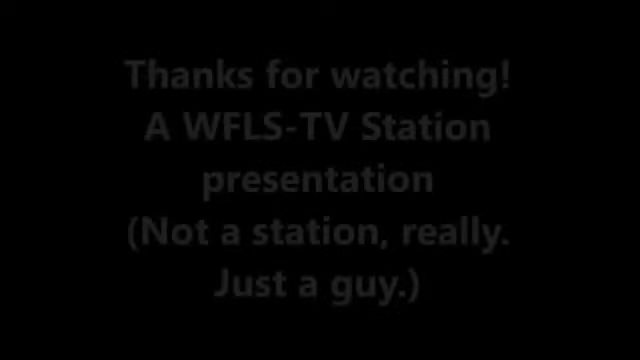 Thanks for watching!
A WFLS-TV Station
presentation
(Not a station, really.
Just a guy.)